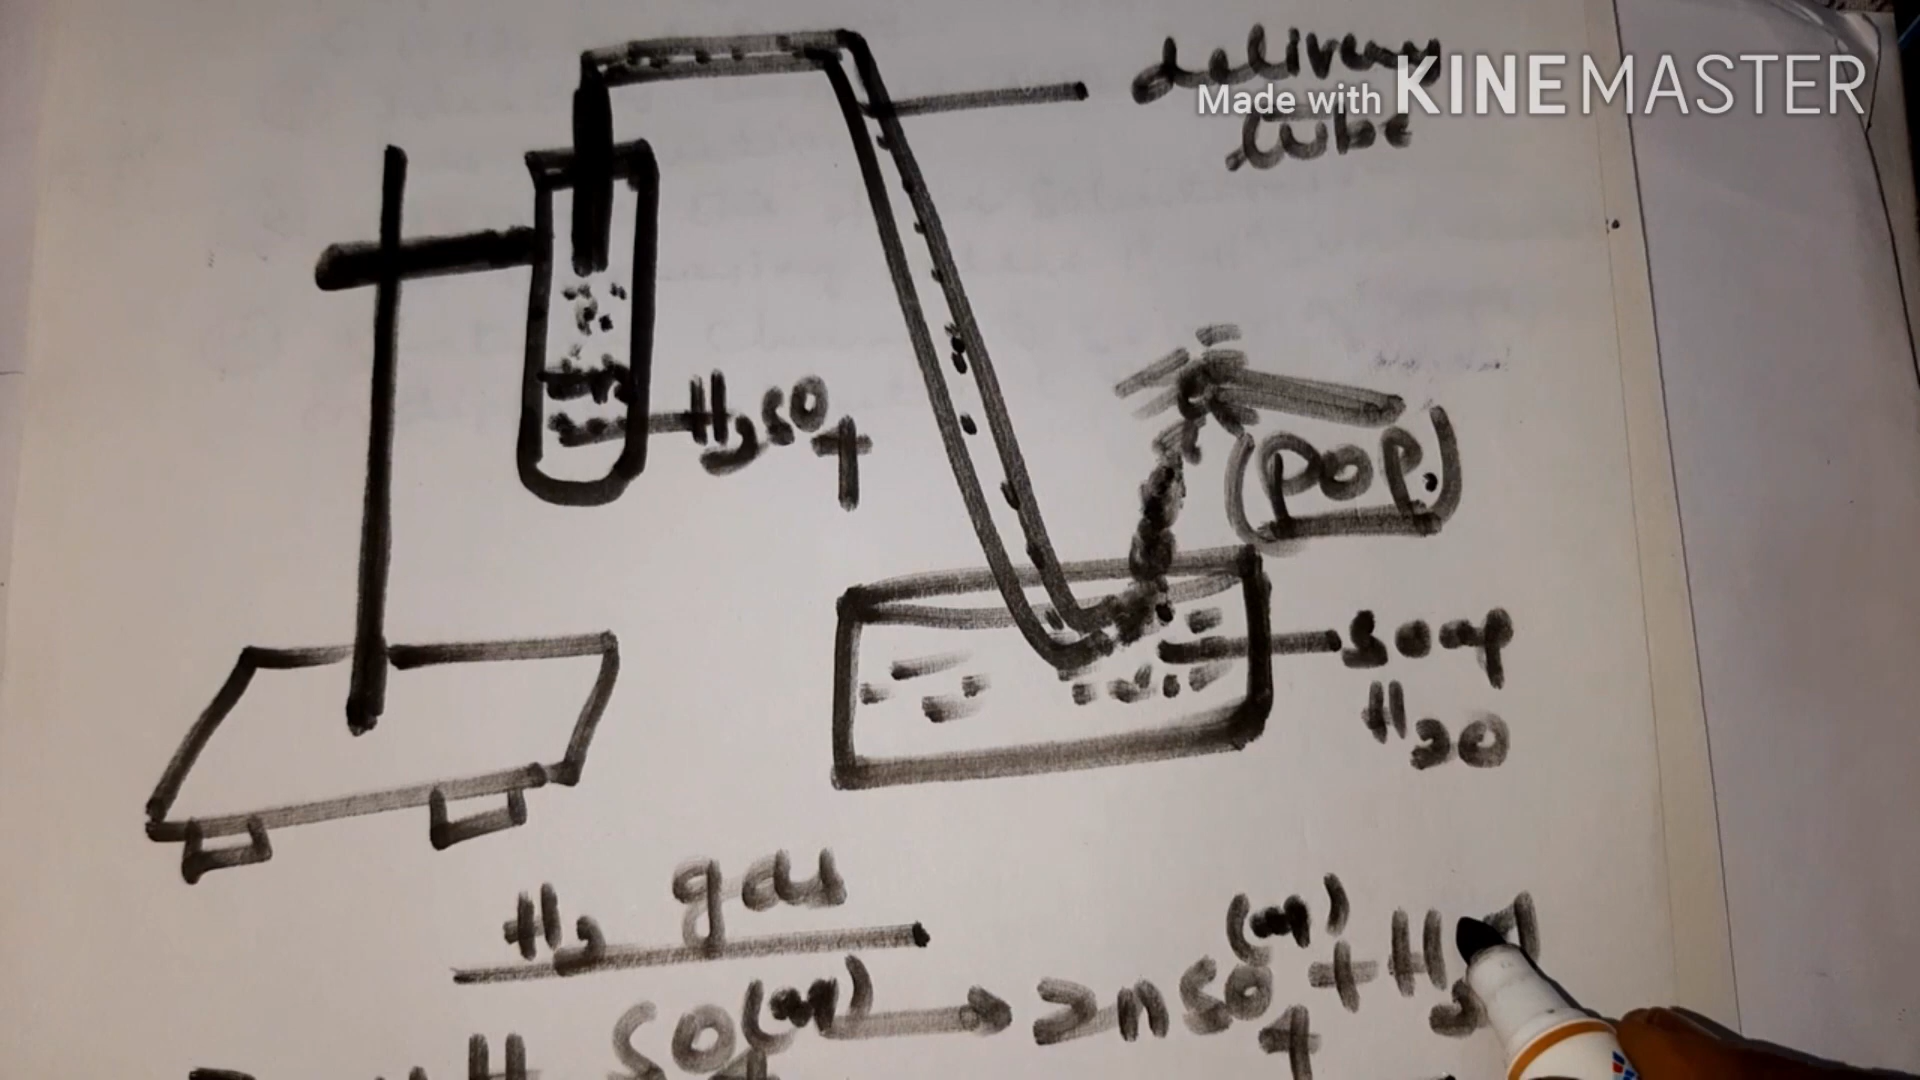 delivery
Made with KINEMASTER
tube
H2SO4
(pop.)
soap
H2O
H2 gas
H SO4(aq) → ZnSO4(aq) + H2